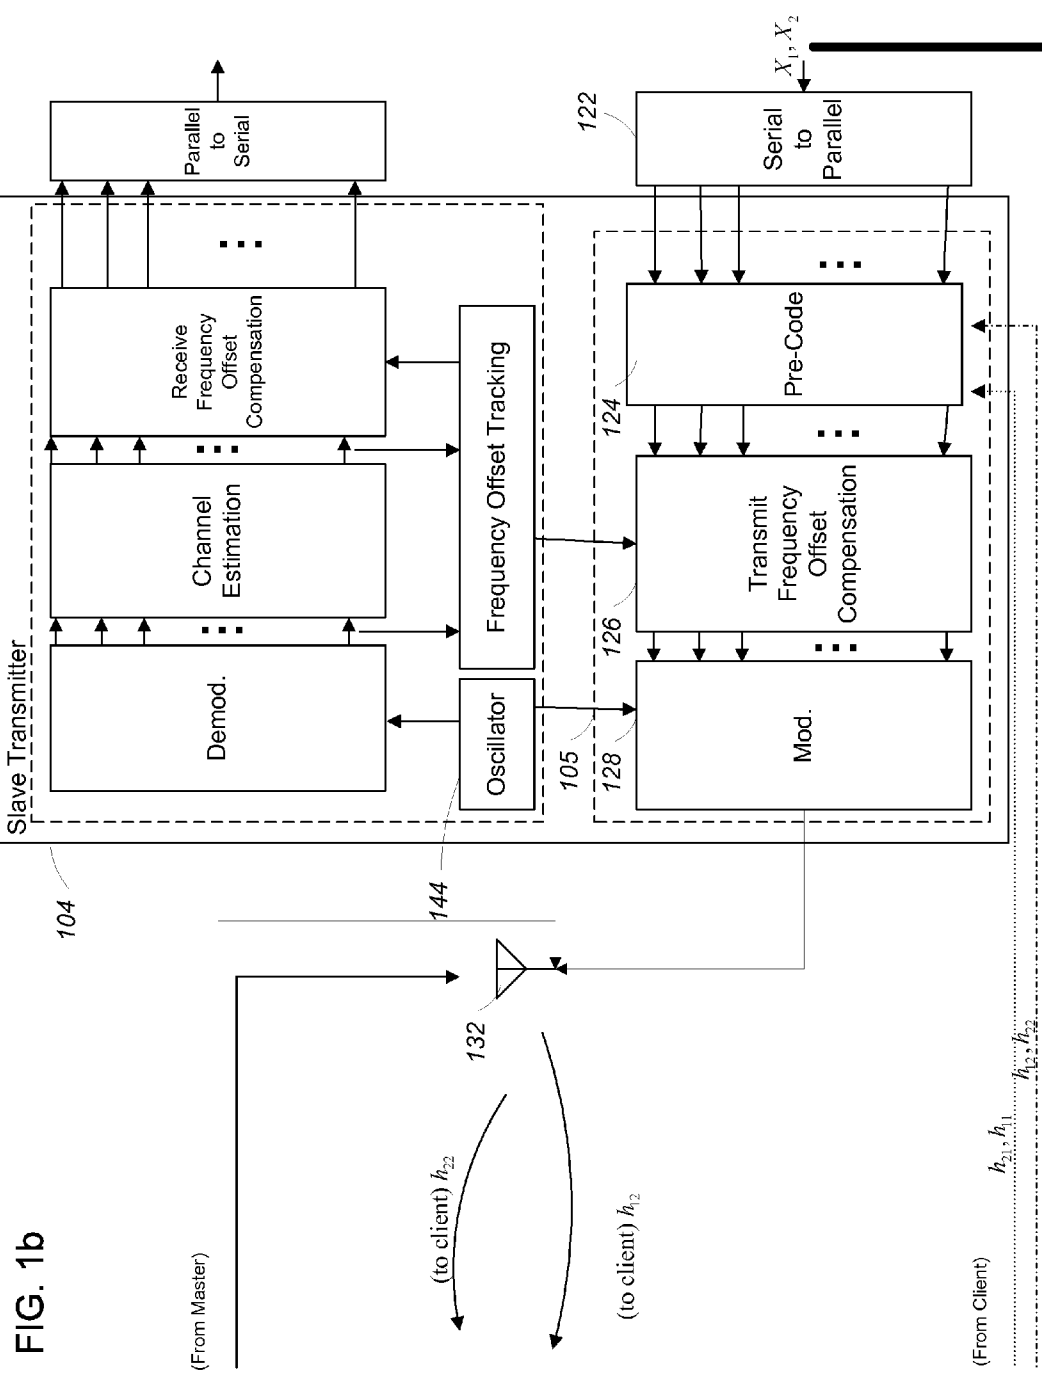 FIG. 1b
Slave Transmitter
104
(From Master)
Demod.
Channel
Estimation
Receive
Frequency
Offset
Compensation
Parallel
to
Serial
144
Oscillator
Frequency Offset Tracking
132
(to client) h22
(to client) h12
105
128
126
124
122
Mod.
Transmit
Frequency
Offset
Compensation
Pre-Code
Serial
to
Parallel
X1, X2
(From Client)
h21, h11
h12, h22